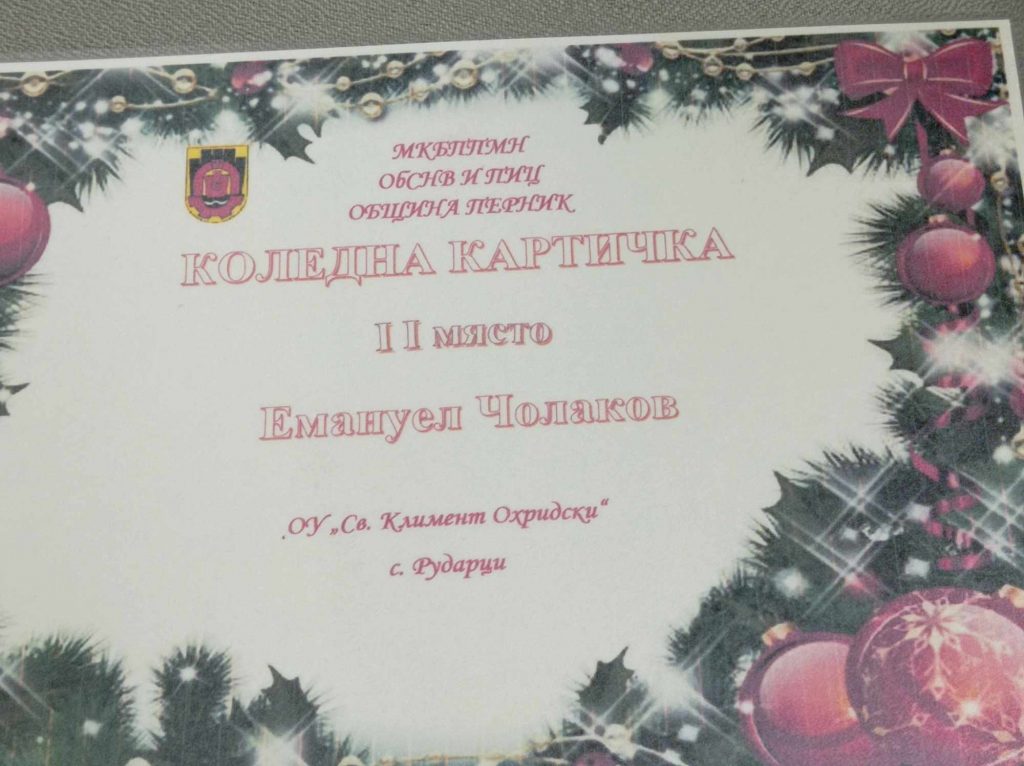 МКБППМН
ОбСНВ И ПИЦ
ОБЩИНА ПЕРНИК
КОЛЕДНА КАРТИЧКА
I I място
Емануел Чолаков
ОУ „Св. Климент Охридски“
с. Рударци